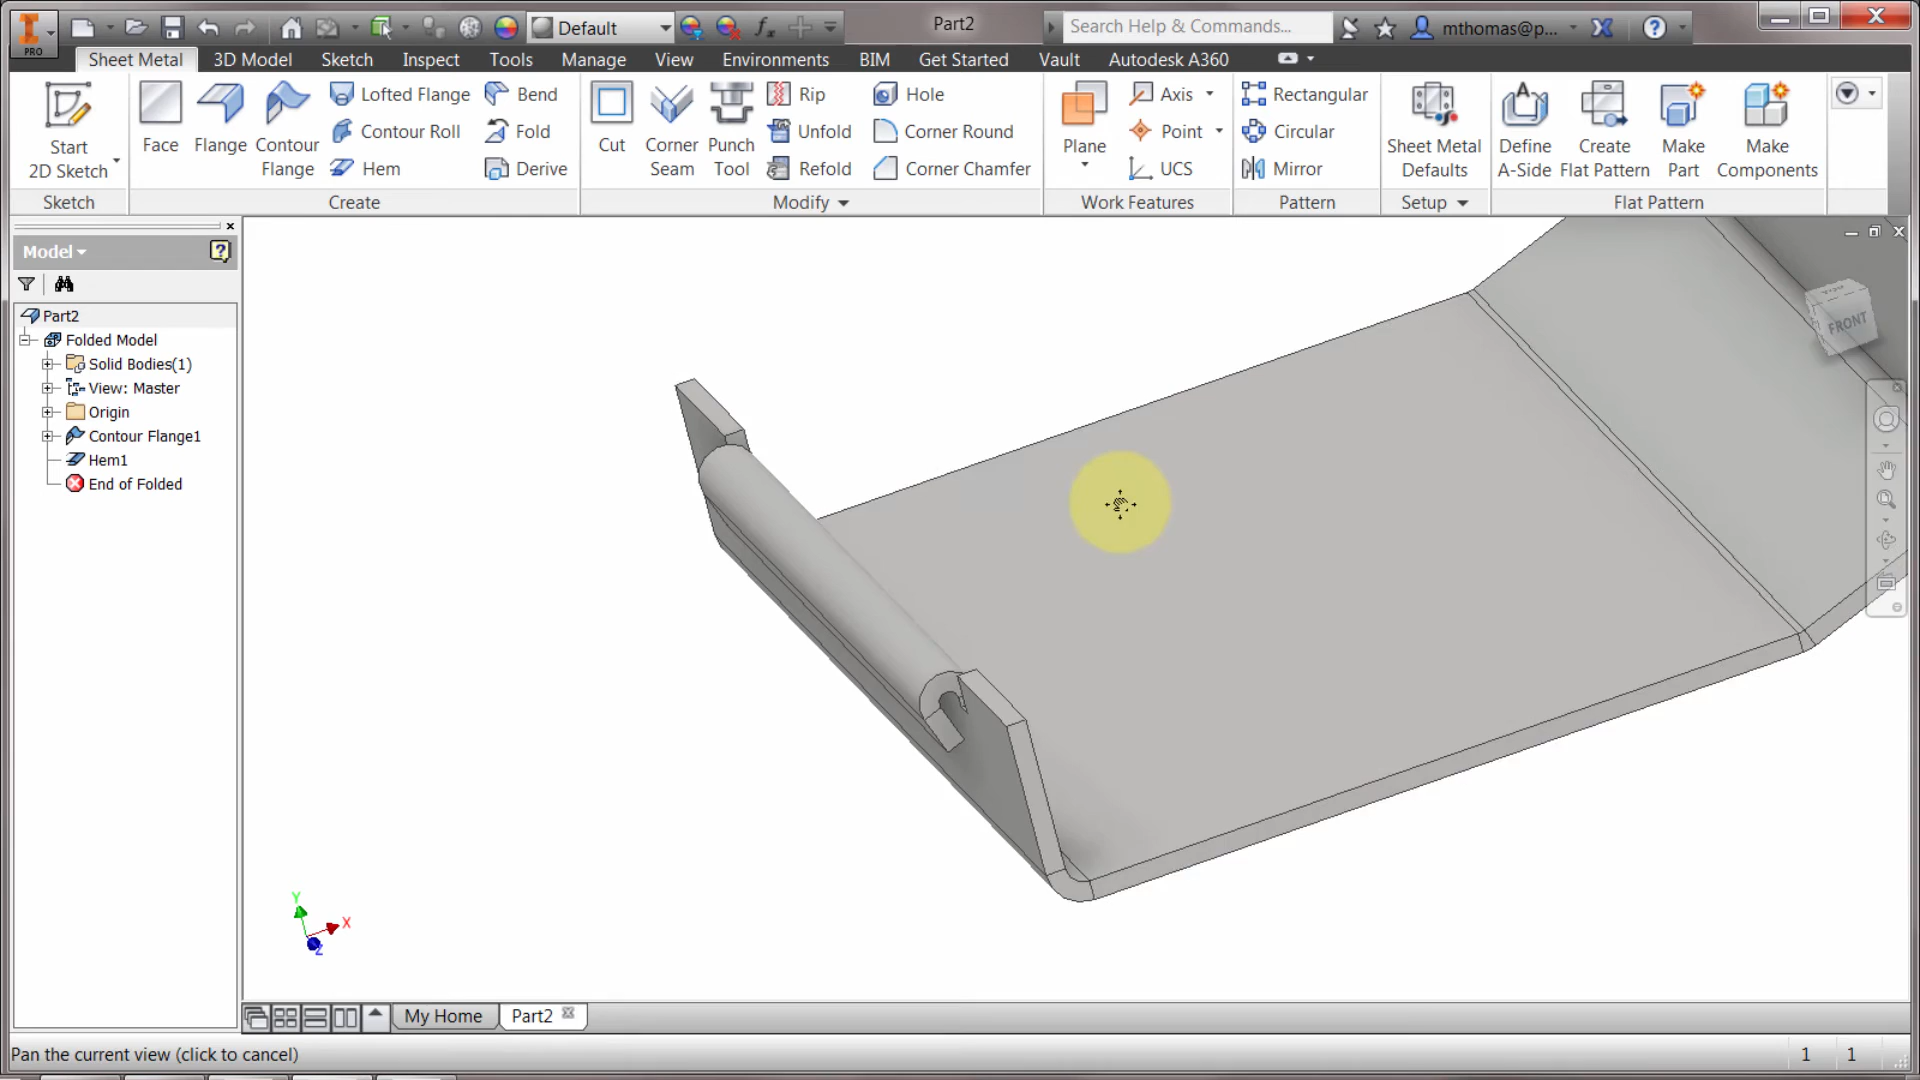 PRO
Default
fx
Part2
Search Help & Commands...
mthomas@p...
Sheet Metal 3D Model Sketch Inspect Tools Manage View Environments BIM Get Started Vault Autodesk A360
Start
2D Sketch
Sketch
Face
Flange
Contour
Flange
Lofted Flange
Contour Roll
Hem
Bend
Fold
Derive
Create
Cut
Corner
Seam
Punch
Tool
Rip
Unfold
Refold
Hole
Corner Round
Corner Chamfer
Modify
Plane
Axis
Point
UCS
Work Features
Rectangular
Circular
Mirror
Pattern
Sheet Metal
Defaults
Setup
Define
A-Side
Create
Flat Pattern
Make
Part
Make
Components
Flat Pattern
Model
Part2
Folded Model
Solid Bodies(1)
View: Master
Origin
Contour Flange1
Hem1
End of Folded
TOP
FRONT
Y
X
Z
My Home
Part2
Pan the current view (click to cancel)
1 1